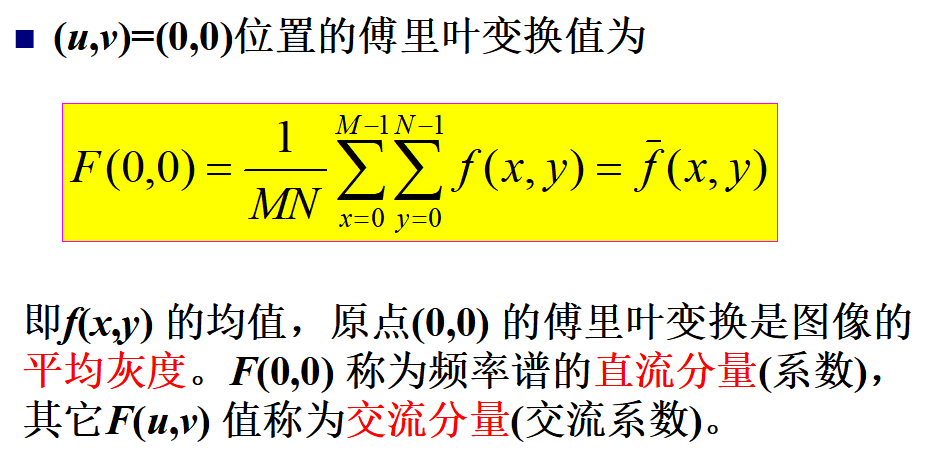 ■ (u,v)=(0,0)位置的傅里叶变换值为
F(0,0) = \frac{1}{MN} \sum_{x=0}^{M-1} \sum_{y=0}^{N-1} f(x,y) = \bar{f}(x,y)
即f(x,y) 的均值，原点(0,0) 的傅里叶变换是图像的
平均灰度。F(0,0) 称为频率谱的直流分量(系数)，
其它F(u,v) 值称为交流分量(交流系数)。